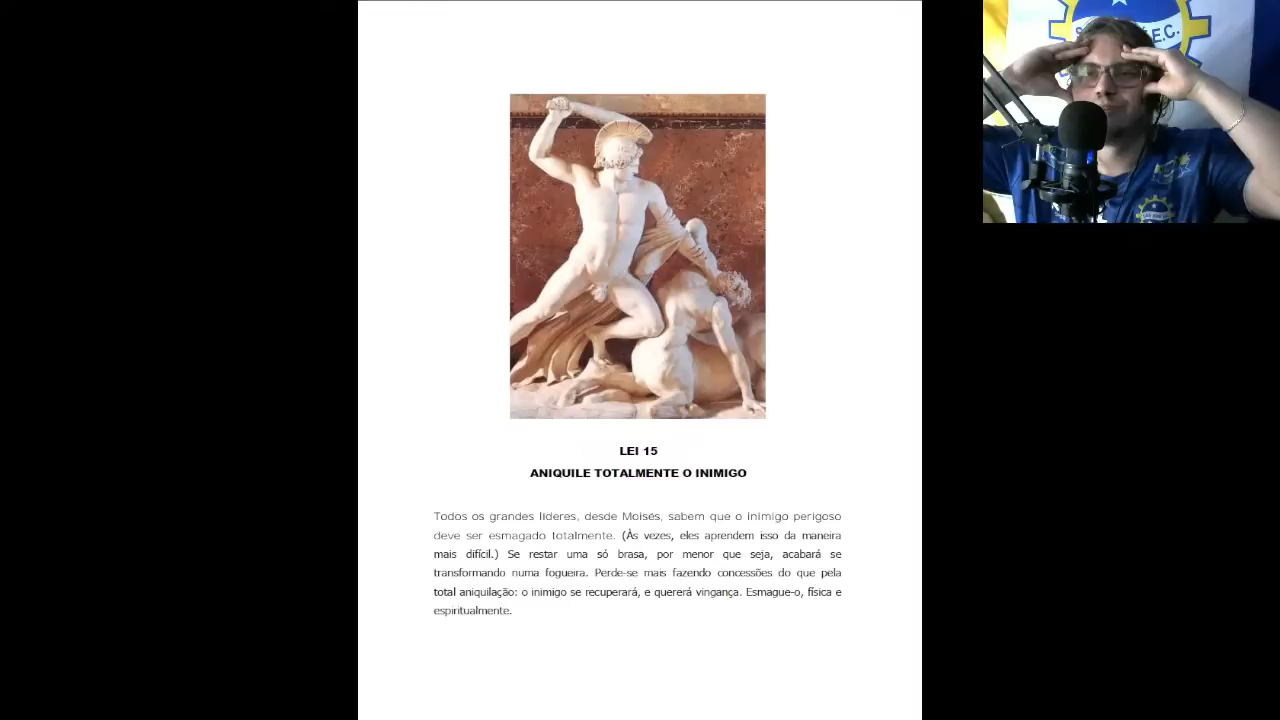 LEI 15
ANIQUILE TOTALMENTE O INIMIGO
Todos os grandes líderes, desde Moisés, sabem que o inimigo perigoso
deve ser esmagado totalmente. (Às vezes, eles aprendem isso da maneira
mais difícil.) Se restar uma só brasa, por menor que seja, acabará se
transformando numa fogueira. Perde-se mais fazendo concessões do que pela
total aniquilação: o inimigo se recuperará, e quererá vingança. Esmague-o, física e
espiritualmente.
E.C.